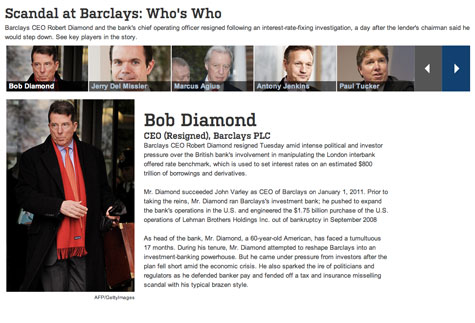 Scandal at Barclays: Who's Who
Barclays CEO Robert Diamond and the bank's chief operating officer resigned following an interest-rate-fixing investigation, a day after the lender's chairman said he
would step down. See key players in the story.
Bob Diamond
Jerry Del Missier
Marcus Agius
Antony Jenkins
Paul Tucker
Bob Diamond
CEO (Resigned), Barclays PLC
Barclays CEO Robert Diamond resigned Tuesday amid intense political and investor
pressure over the British bank's involvement in manipulating the London interbank
offered rate benchmark, which is used to set interest rates on an estimated $800
trillion of borrowings and derivatives.
Mr. Diamond succeeded John Varley as CEO of Barclays on January 1, 2011. Prior to
taking the reins, Mr. Diamond ran Barclays's investment bank; he pushed to expand
the bank's operations in the U.S. and engineered the $1.75 billion purchase of the U.S.
operations of Lehman Brothers Holdings Inc. out of bankruptcy in September 2008
As head of the bank, Mr. Diamond, a 60-year-old American, has faced a tumultuous
17 months. During his tenure, Mr. Diamond attempted to reshape Barclays into an
investment-banking powerhouse. But he came under pressure from investors after the
plan fell short amid the economic crisis. He also sparked the ire of politicians and
regulators as he defended banker pay and fended off a tax and insurance misselling
scandal with his typical brazen style.
AFP/GettyImages